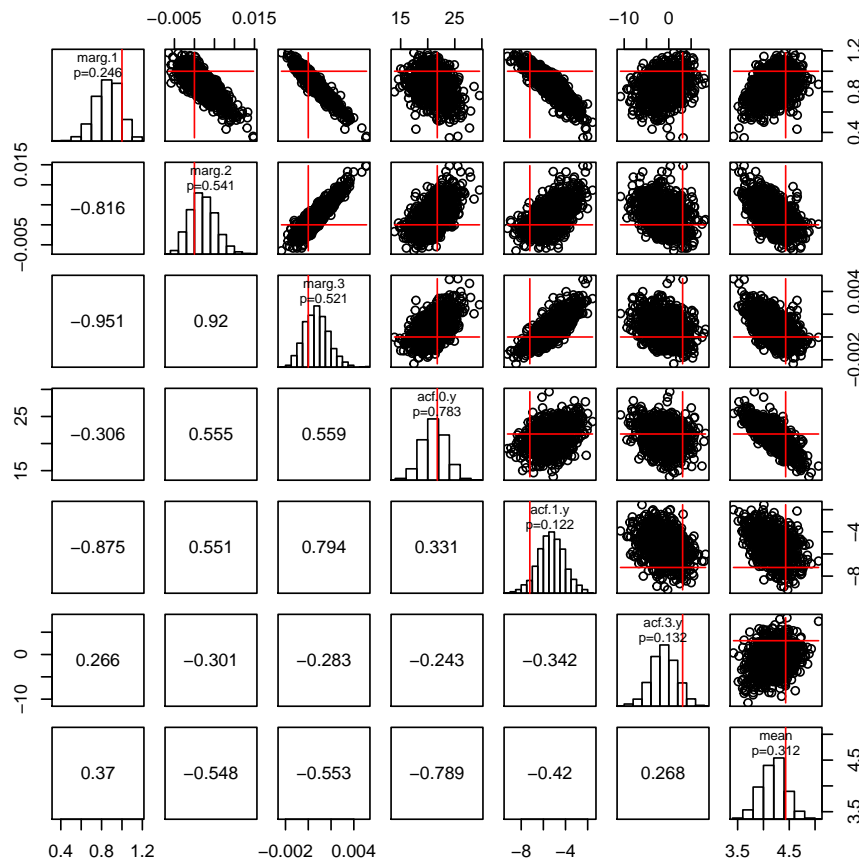 -0.005 0.015 15 25 -10 0
marg.1
p=0.246
0.4 0.8 1.2
-0.005 0.015
−0.816
marg.2
p=0.541
−0.951 0.92
marg.3
p=0.521
-0.002 0.004
15 25
−0.306 0.555 0.559
acf.0.y
p=0.783
−0.875 0.551 0.794 0.331
acf.1.y
p=0.122
-8 -4
-10 0
0.266 −0.301 −0.283 −0.243 −0.342
acf.3.y
p=0.132
0.37 −0.548 −0.553 −0.789 −0.42 0.268
mean
p=0.312
3.5 4.5
0.4 0.8 1.2 -0.002 0.004 -8 -4 3.5 4.5